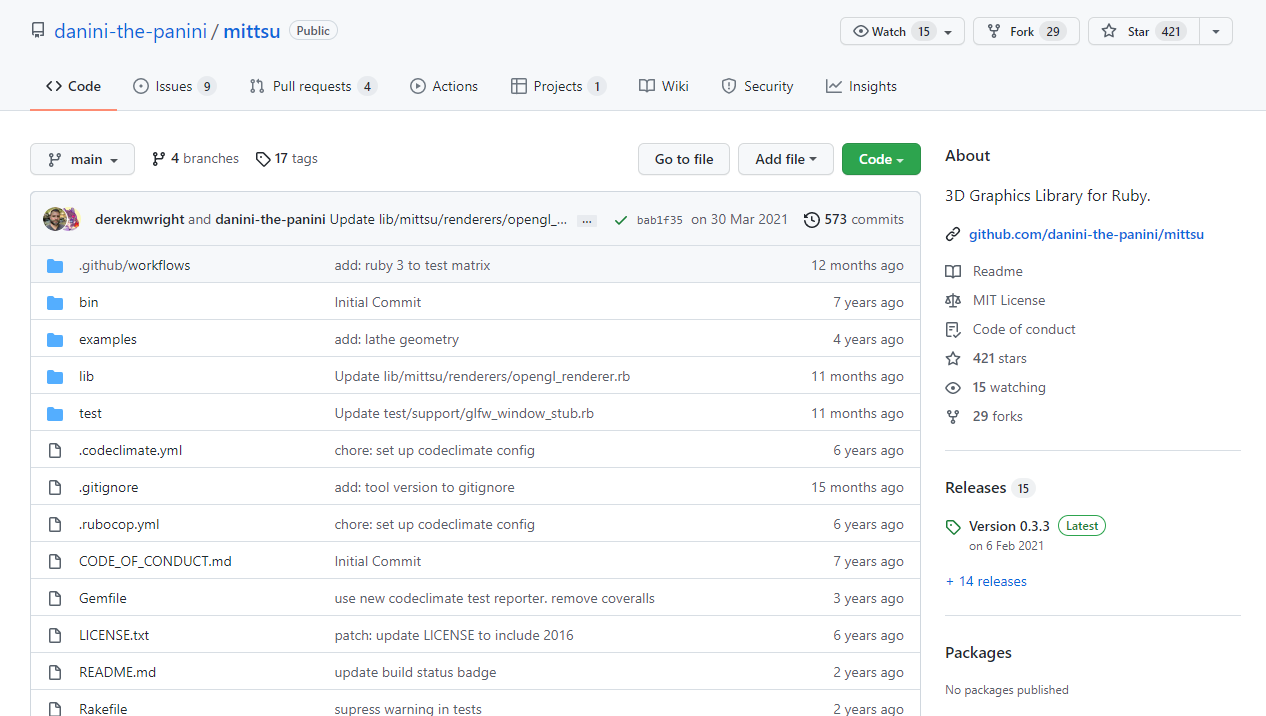 danini-the-panini / mittsu Public
Watch 15 Fork 29 Star 421
Code Issues 9 Pull requests 4 Actions Projects 1 Wiki Security Insights
main 4 branches 17 tags Go to file Add file Code
derekmwright and danini-the-panini Update lib/mittsu/renderers/opengl_... ... bab1f35 on 30 Mar 2021 573 commits
.github/workflows add: ruby 3 to test matrix 12 months ago
bin Initial Commit 7 years ago
examples add: lathe geometry 4 years ago
lib Update lib/mittsu/renderers/opengl_renderer.rb 11 months ago
test Update test/support/glfw_window_stub.rb 11 months ago
.codeclimate.yml chore: set up codeclimate config 6 years ago
.gitignore add: tool version to gitignore 15 months ago
.rubocop.yml chore: set up codeclimate config 6 years ago
CODE_OF_CONDUCT.md Initial Commit 7 years ago
Gemfile use new codeclimate test reporter. remove coveralls 3 years ago
LICENSE.txt patch: update LICENSE to include 2016 6 years ago
README.md update build status badge 2 years ago
Rakefile supress warning in tests 2 years ago
About
3D Graphics Library for Ruby.
github.com/danini-the-panini/mittsu
Readme
MIT License
Code of conduct
421 stars
15 watching
29 forks
Releases 15
Version 0.3.3 Latest
on 6 Feb 2021
+ 14 releases
Packages
No packages published